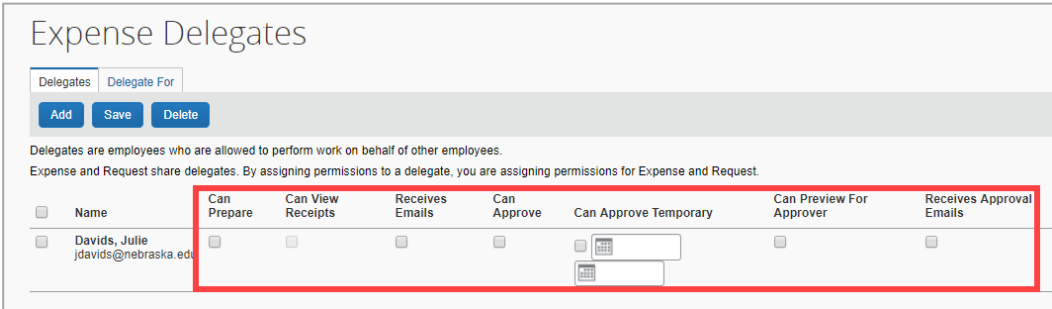 Expense Delegates
Delegates Delegate For
Add Save Delete
Delegates are employees who are allowed to perform work on behalf of other employees.
Expense and Request share delegates. By assigning permissions to a delegate, you are assigning permissions for Expense and Request.
Name
Can Prepare
Can View Receipts
Receives Emails
Can Approve
Can Approve Temporary
Can Preview For Approver
Receives Approval Emails
Davids, Julie
jdavids@nebraska.edu